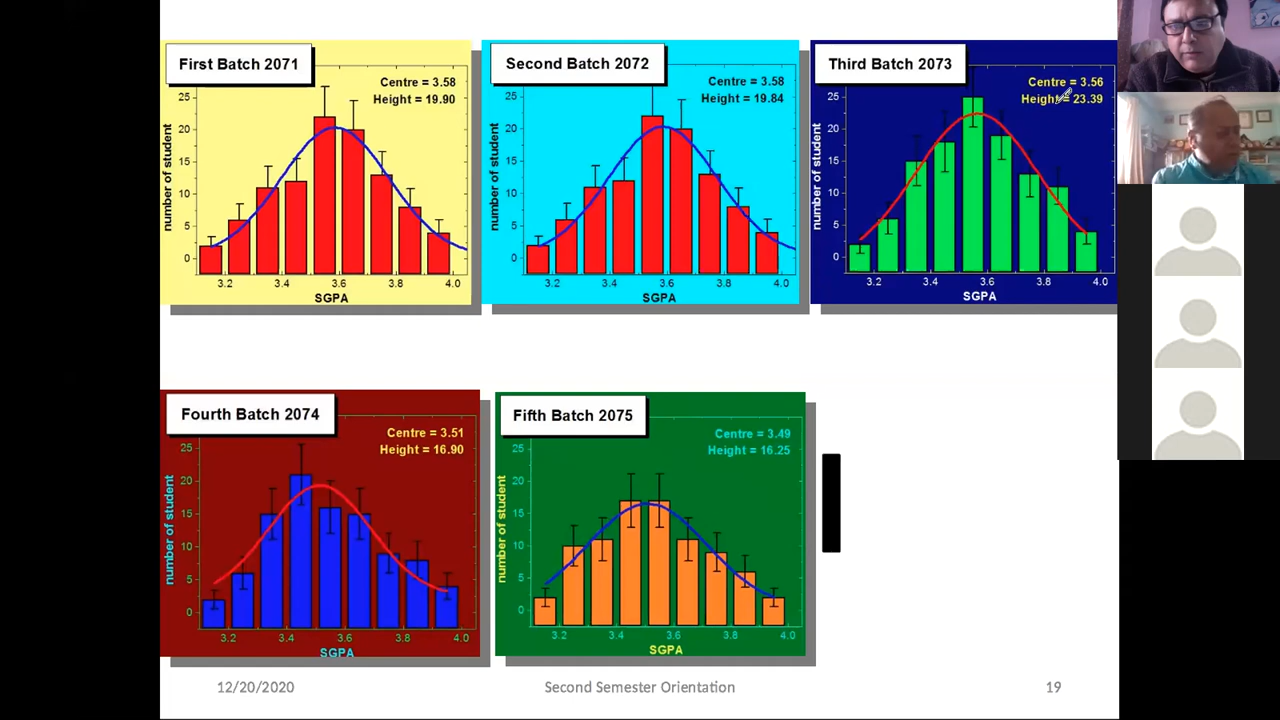 First Batch 2071
Centre = 3.58
Height = 19.90
number of student
25
20
15
10
5
0
3.2 3.4 3.6 3.8 4.0
SGPA
Second Batch 2072
Centre = 3.58
Height = 19.84
number of student
25
20
15
10
5
0
3.2 3.4 3.6 3.8 4.0
SGPA
Third Batch 2073
Centre = 3.56
Height = 23.39
number of student
25
20
15
10
5
0
3.2 3.4 3.6 3.8 4.0
SGPA
Fourth Batch 2074
Centre = 3.51
Height = 16.90
number of student
25
20
15
10
5
0
3.2 3.4 3.6 3.8 4.0
SGPA
Fifth Batch 2075
Centre = 3.49
Height = 16.25
number of student
25
20
15
10
5
0
3.2 3.4 3.6 3.8 4.0
SGPA
12/20/2020 Second Semester Orientation 19